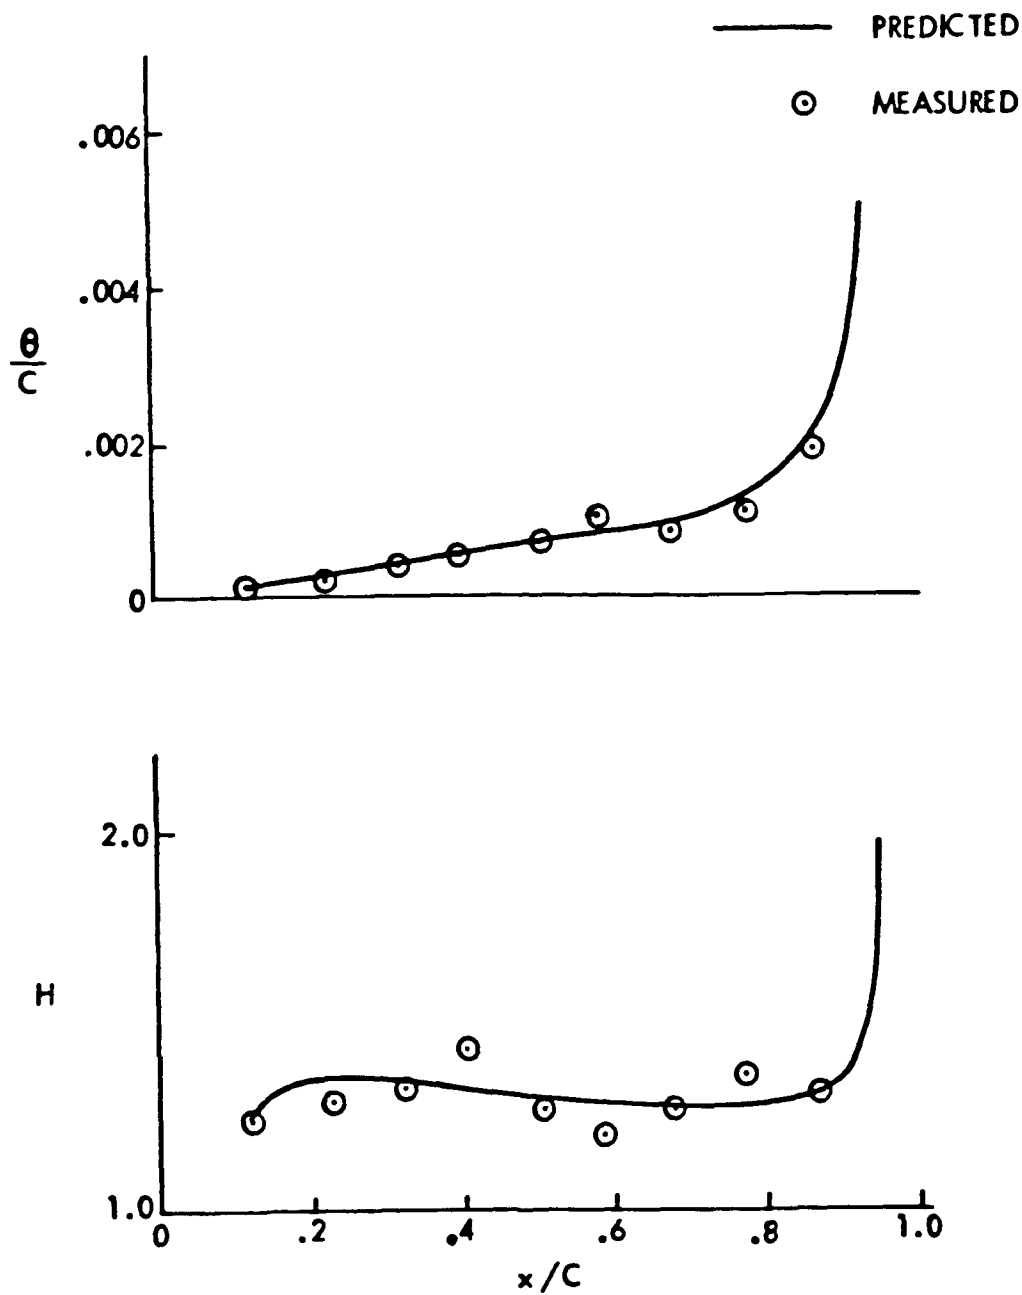 PREDICTED
MEASURED
.006
.004
θ
C
.002
0
2.0
H
1.0
0 .2 .4 .6 .8 1.0
x/C